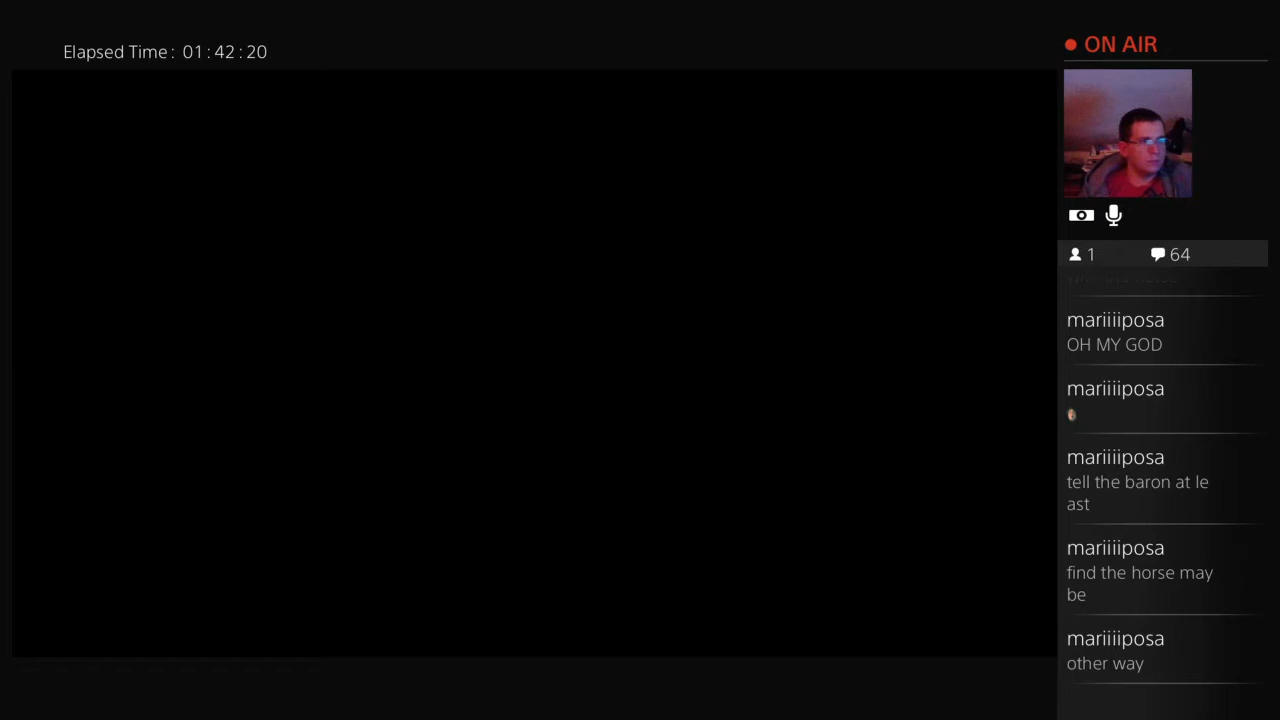 Elapsed Time: 01:42:20
ON AIR
1
64
mariiiiposa
OH MY GOD
mariiiiposa
mariiiiposa
tell the baron at le
ast
mariiiiposa
find the horse may
be
mariiiiposa
other way